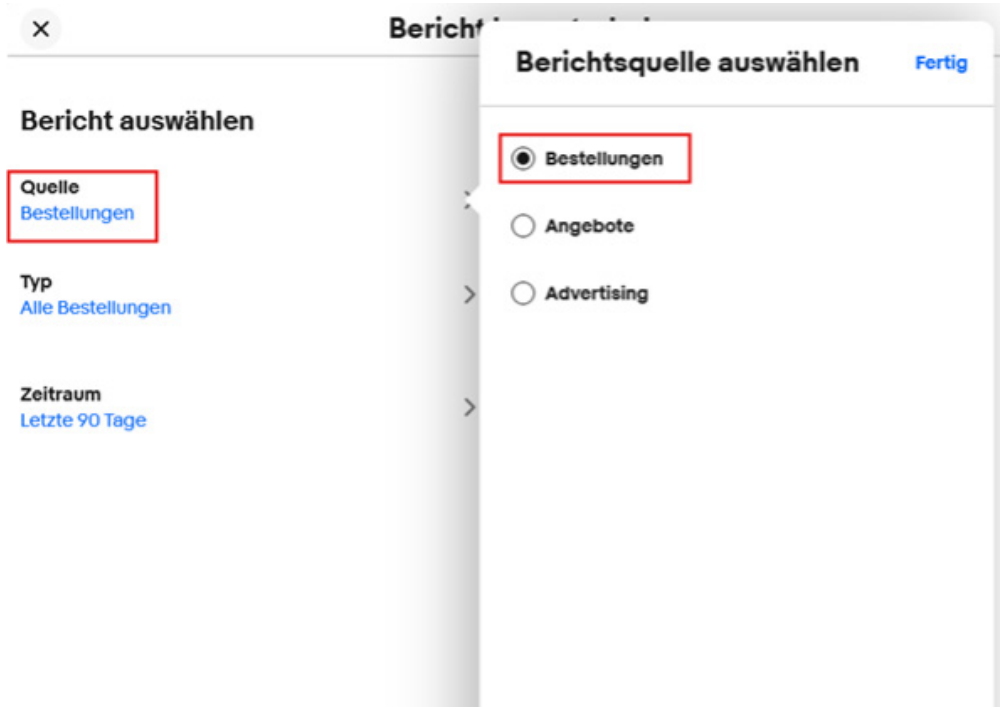 Bericht
Berichtsquelle auswählen
Fertig
Bericht auswählen
Quelle
Bestellungen
Typ
Alle Bestellungen
Zeitraum
Letzte 90 Tage
Bestellungen
Angebote
Advertising